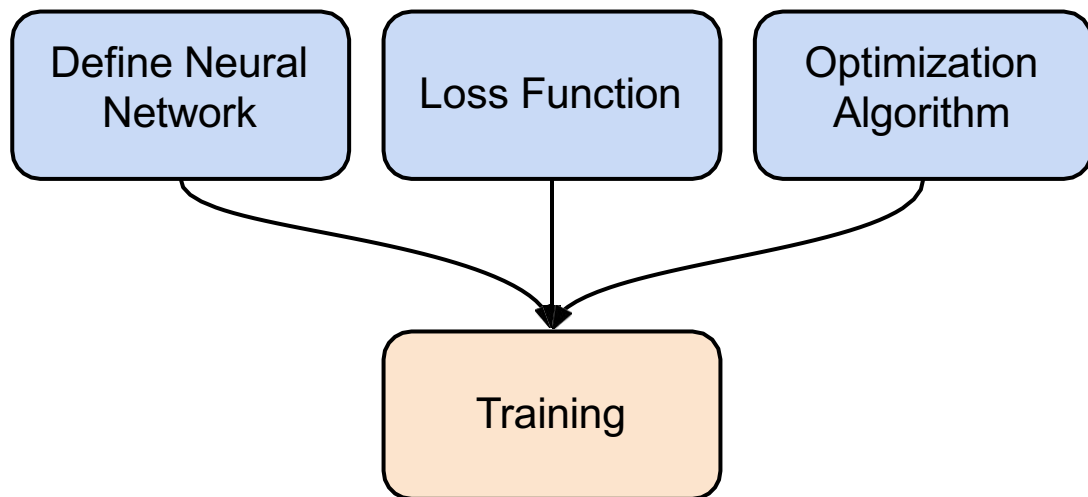 Define Neural
Network
Loss Function
Optimization
Algorithm
Training